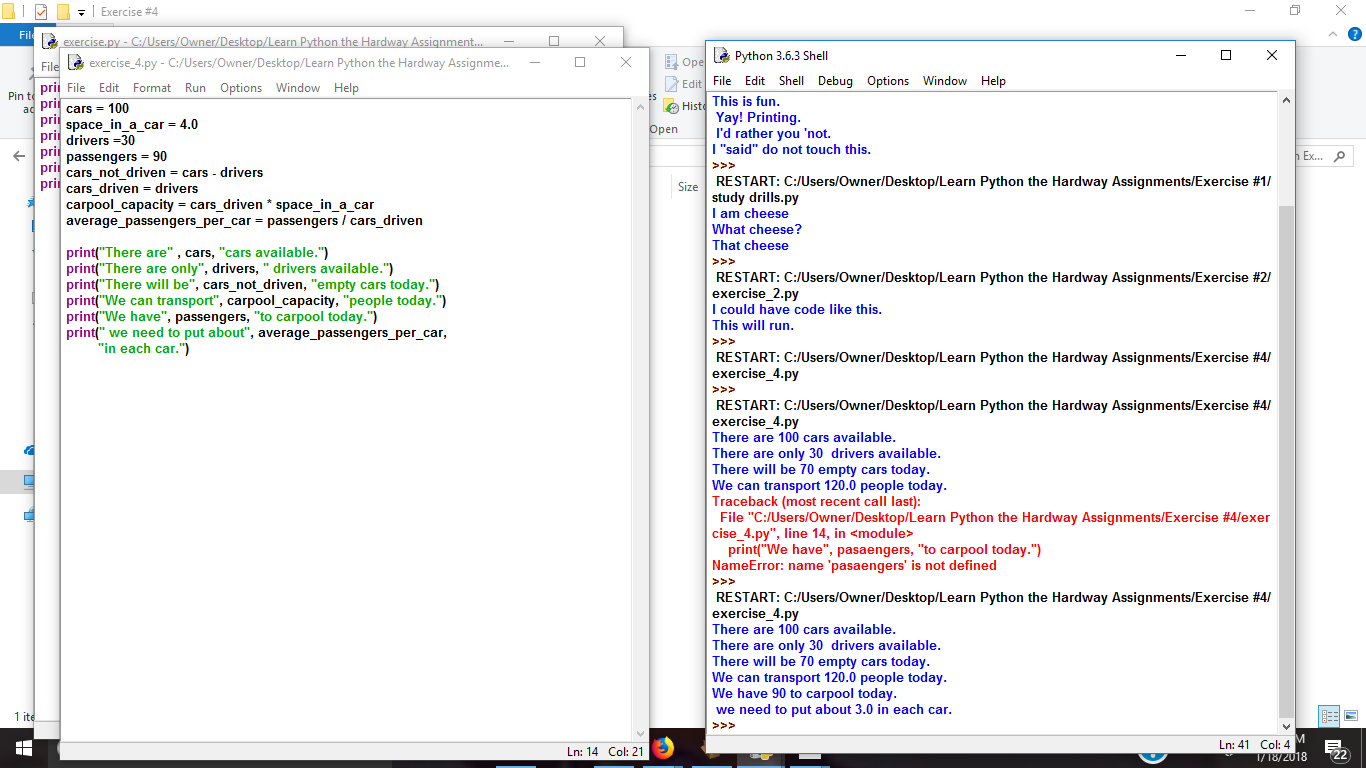 Exercise #4
File
exercise.py - C:/Users/Owner/Desktop/Learn Python the Hardway Assignment...
File
Pin to
prin
prin
prin
prin
prin
prin
prin
exercise_4.py - C:/Users/Owner/Desktop/Learn Python the Hardway Assignme...
File Edit Format Run Options Window Help
cars = 100
space_in_a_car = 4.0
drivers =30
passengers = 90
cars_not_driven = cars - drivers
cars_driven = drivers
carpool_capacity = cars_driven * space_in_a_car
average_passengers_per_car = passengers / cars_driven
print("There are" , cars, "cars available.")
print("There are only", drivers, " drivers available.")
print("There will be", cars_not_driven, "empty cars today.")
print("We can transport", carpool_capacity, "people today.")
print("We have", passengers, "to carpool today.")
print(" we need to put about", average_passengers_per_car,
"in each car.")
Ln: 14 Col: 21
Ope
Edit
Histo
Open
Size
n Ex...
1 ite
Python 3.6.3 Shell
File Edit Shell Debug Options Window Help
This is fun.
Yay! Printing.
I'd rather you 'not.
I "said" do not touch this.
>>>
RESTART: C:/Users/Owner/Desktop/Learn Python the Hardway Assignments/Exercise #1/
study drills.py
I am cheese
What cheese?
That cheese
>>>
RESTART: C:/Users/Owner/Desktop/Learn Python the Hardway Assignments/Exercise #2/
exercise_2.py
I could have code like this.
This will run.
>>>
RESTART: C:/Users/Owner/Desktop/Learn Python the Hardway Assignments/Exercise #4/
exercise_4.py
>>>
RESTART: C:/Users/Owner/Desktop/Learn Python the Hardway Assignments/Exercise #4/
exercise_4.py
There are 100 cars available.
There are only 30  drivers available.
There will be 70 empty cars today.
We can transport 120.0 people today.
Traceback (most recent call last):
File "C:/Users/Owner/Desktop/Learn Python the Hardway Assignments/Exercise #4/exer
cise_4.py", line 14, in <module>
print("We have", pasaengers, "to carpool today.")
NameError: name 'pasaengers' is not defined
>>>
RESTART: C:/Users/Owner/Desktop/Learn Python the Hardway Assignments/Exercise #4/
exercise_4.py
There are 100 cars available.
There are only 30  drivers available.
There will be 70 empty cars today.
We can transport 120.0 people today.
We have 90 to carpool today.
we need to put about 3.0 in each car.
>>>
Ln: 41 Col: 4
M
1/18/2018
22